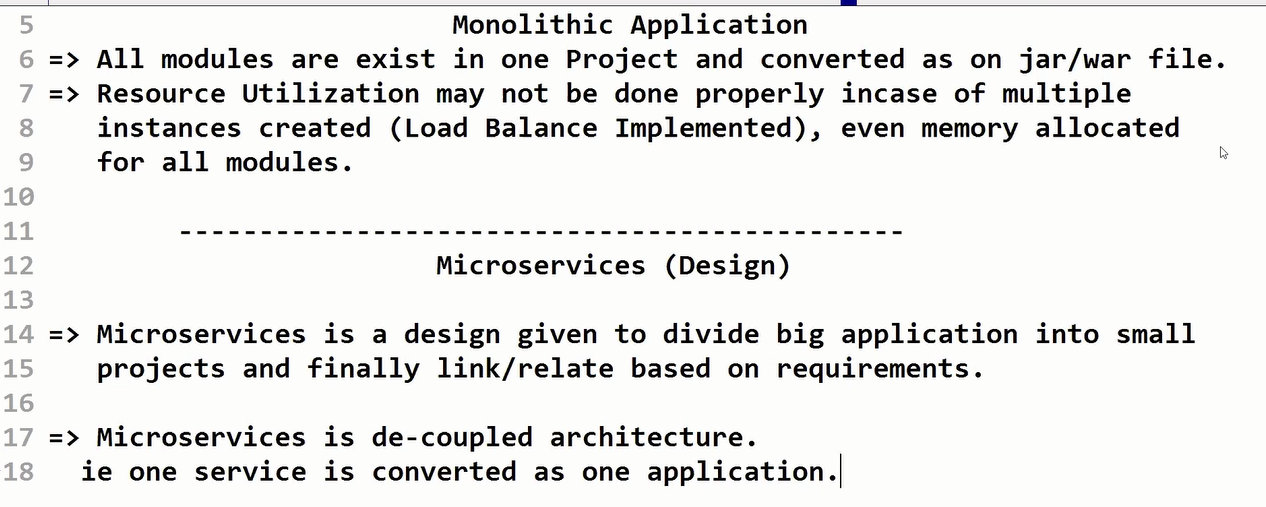 5 Monolithic Application
6 => All modules are exist in one Project and converted as on jar/war file.
7 => Resource Utilization may not be done properly incase of multiple
8 instances created (Load Balance Implemented), even memory allocated
9 for all modules.
10
11 ---------------------------------------------
12 Microservices (Design)
13
14 => Microservices is a design given to divide big application into small
15 projects and finally link/relate based on requirements.
16
17 => Microservices is de-coupled architecture.
18 ie one service is converted as one application.